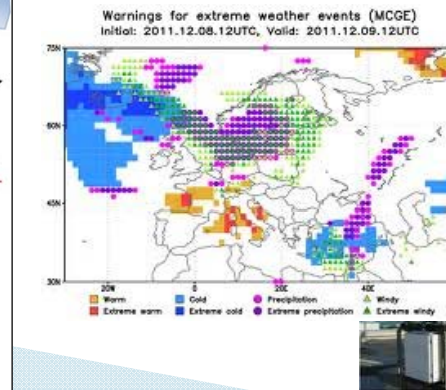 Warnings for extreme weather events (MCGE)
Initial: 2011.12.08.12UTC, Valid: 2011.12.09.12UTC
75N
60N
45N
30N
20W 0 20E 40E
Warm Cold Precipitation Windy
Extreme warm Extreme cold Extreme precipitation Extreme windy